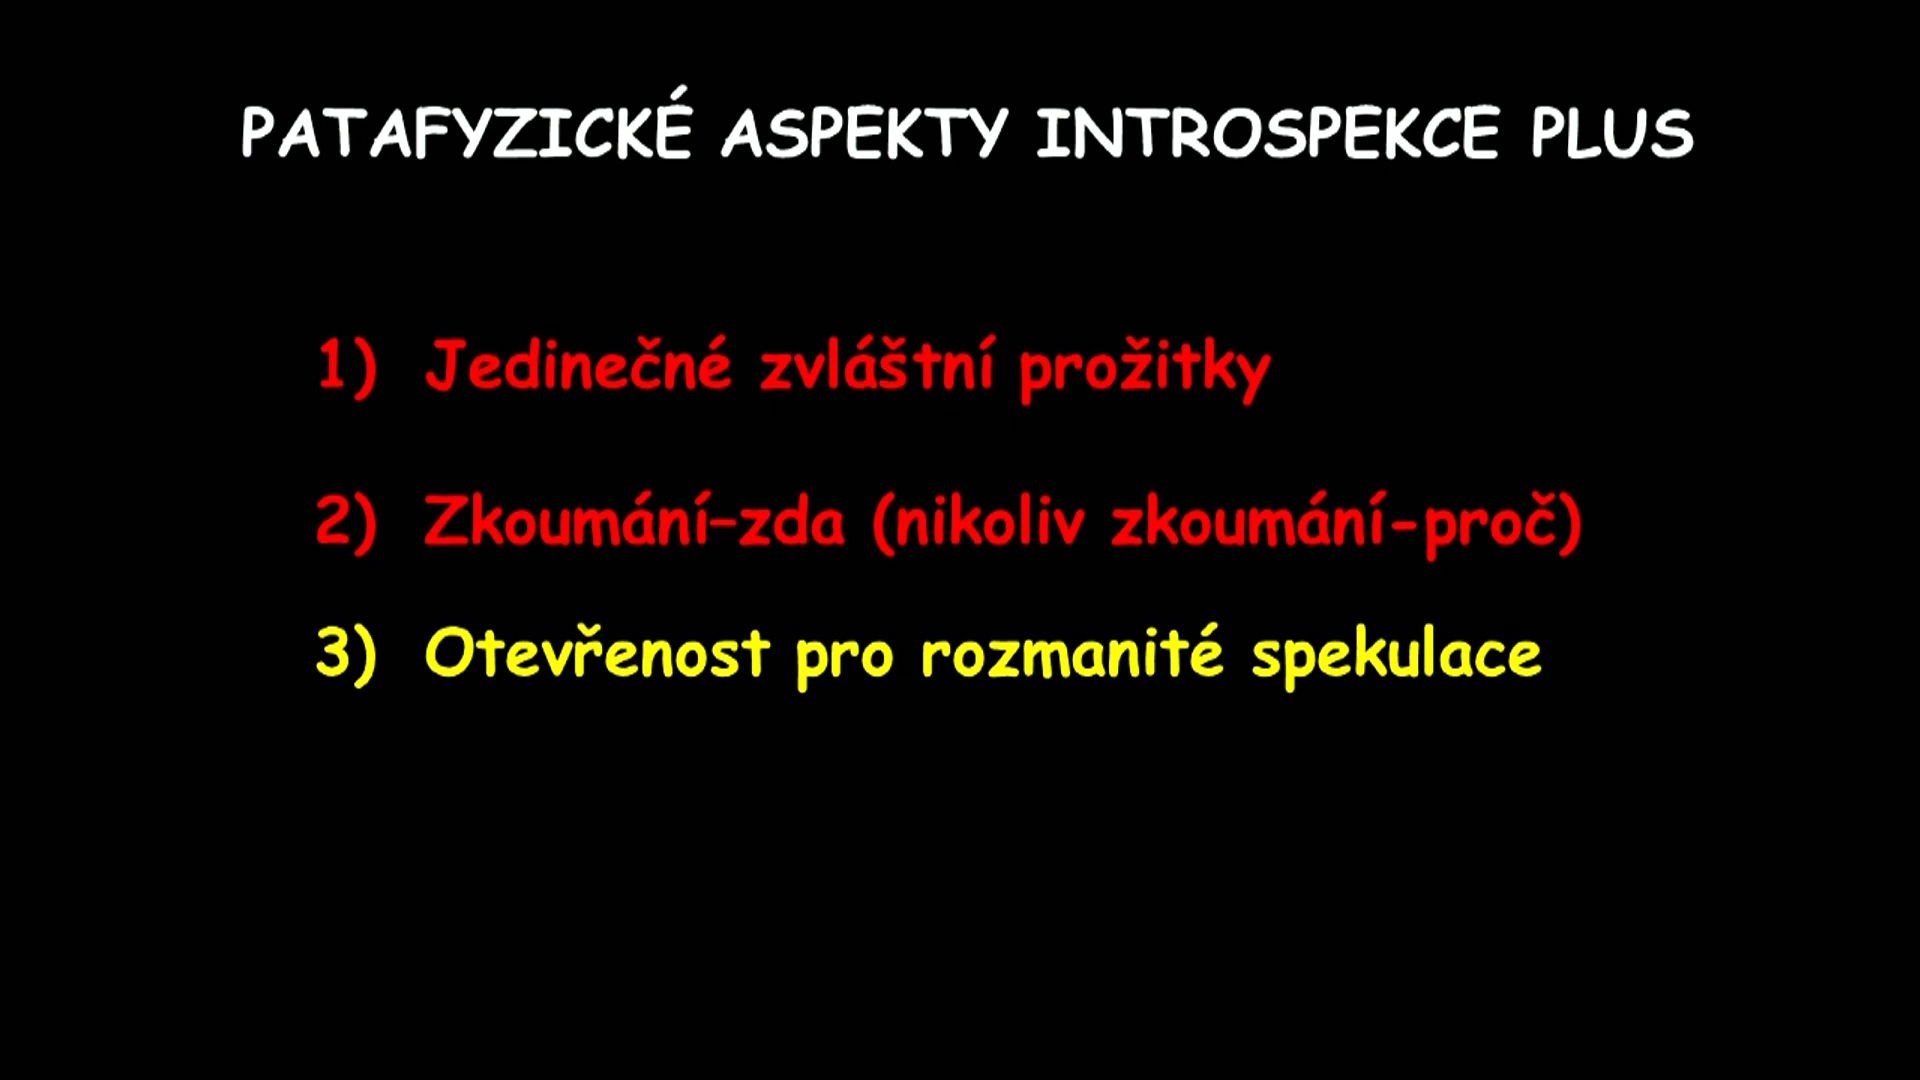 PATAFYZICKÉ ASPEKTY INTROSPEKCE PLUS
1) Jedinečné zvláštní prožitky
2) Zkoumání–zda (nikoliv zkoumání-proč)
3) Otevřenost pro rozmanité spekulace